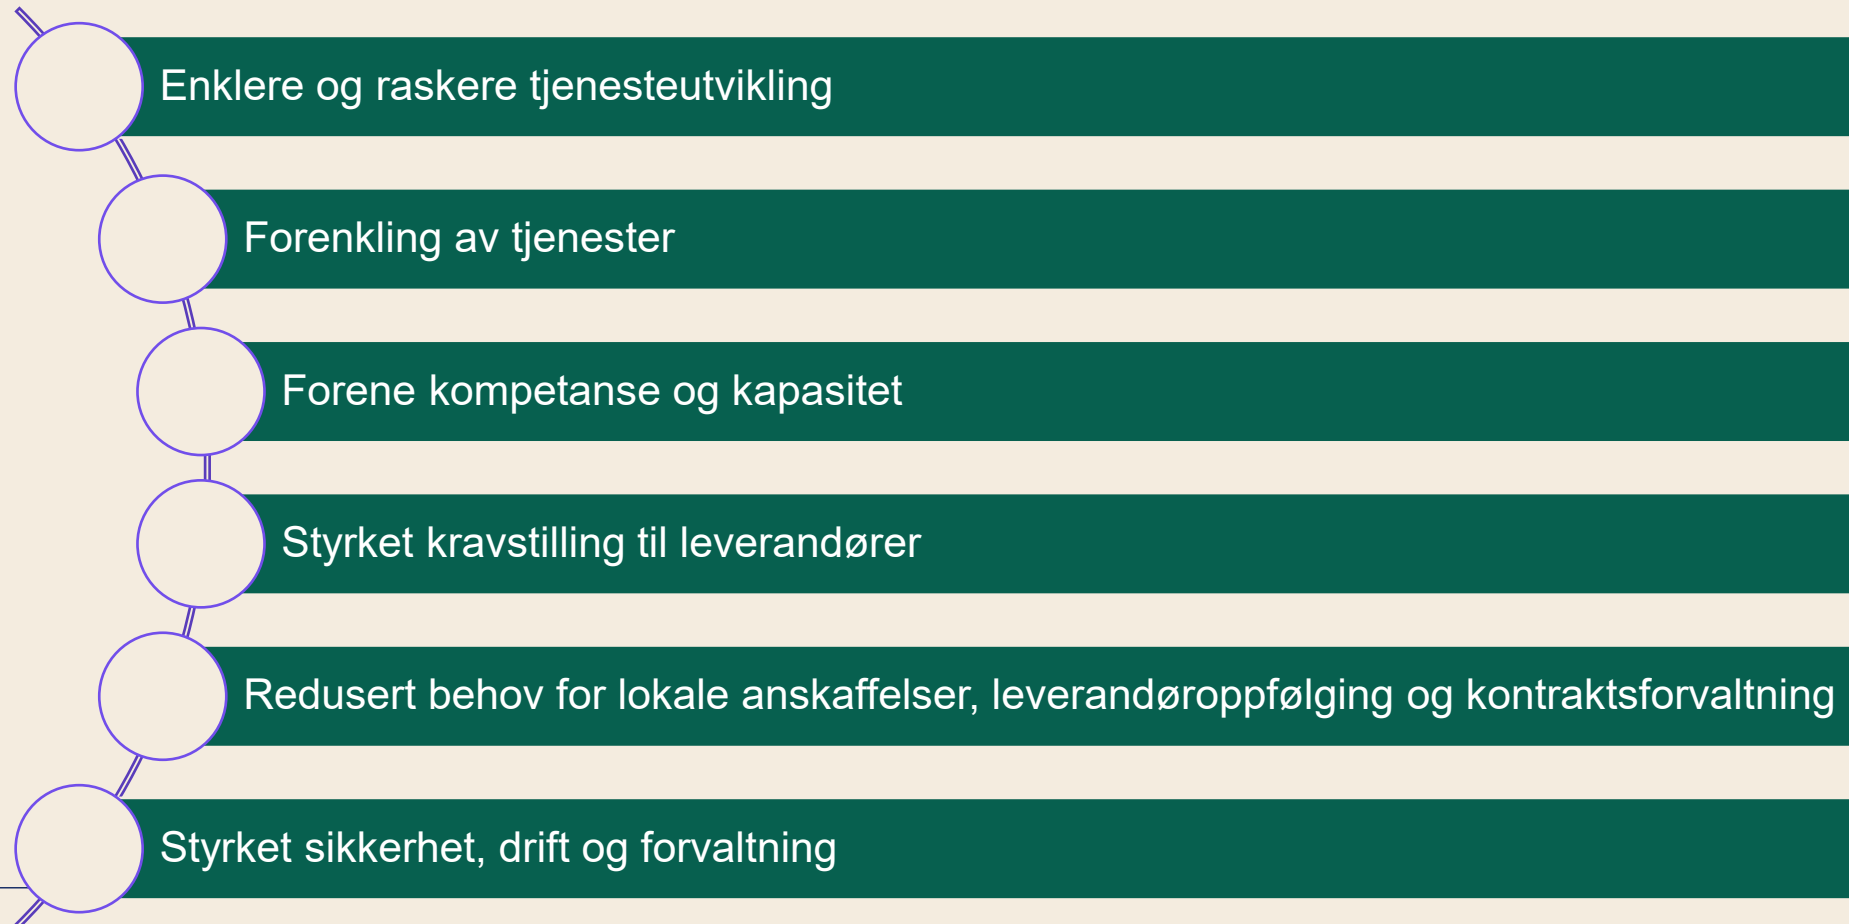 Enklere og raskere tjenesteutvikling
Forenkling av tjenester
Forene kompetanse og kapasitet
Styrket kravstilling til leverandører
Redusert behov for lokale anskaffelser, leverandøroppfølging og kontraktsforvaltning
Styrket sikkerhet, drift og forvaltning